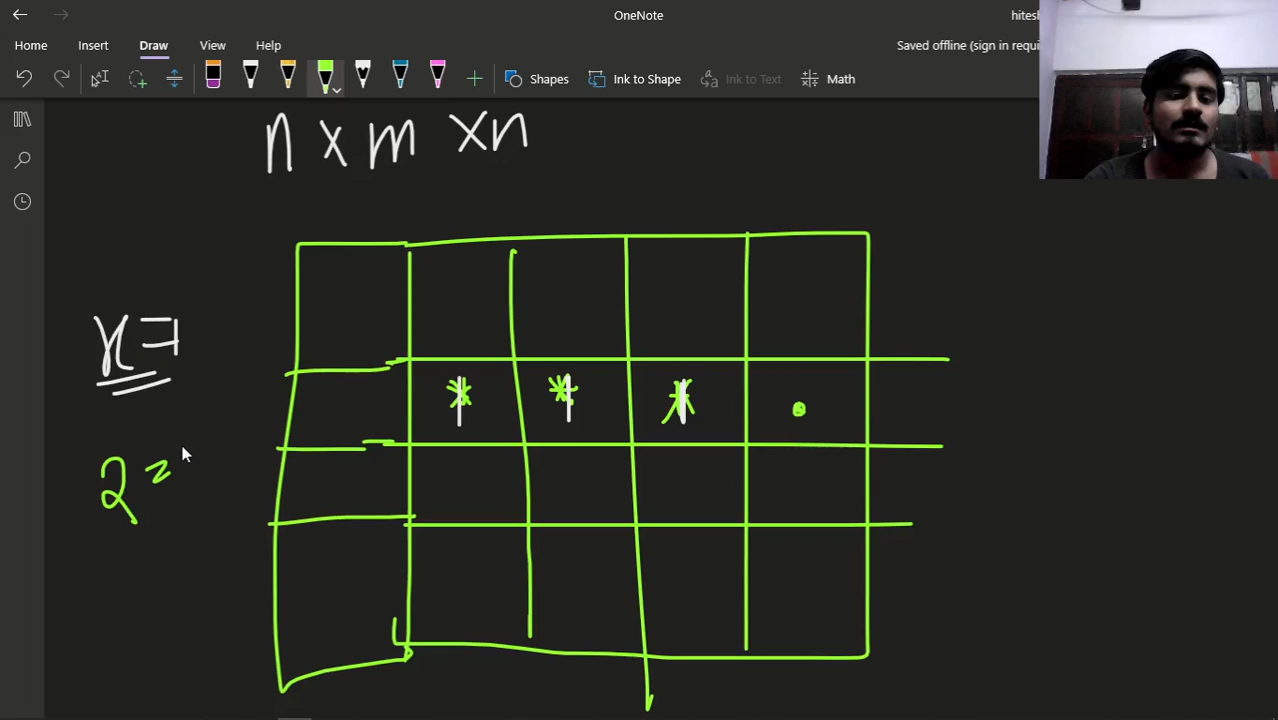 OneNote
hitesh
Home Insert Draw View Help
Saved offline (sign in requi
Shapes Ink to Shape Ink to Text Math
n x m x n
x =
2 =